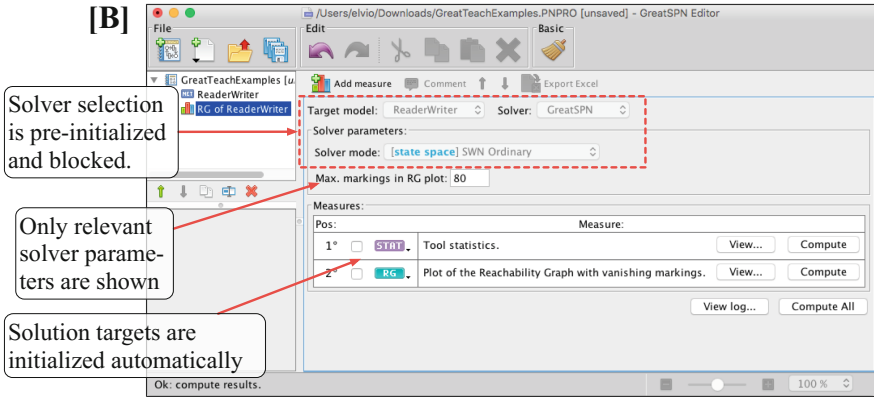 [B]
/Users/elvio/Downloads/GreatTeachExamples.PNPRO [unsaved] - GreatSPN Editor
File
Edit
Basic
GreatTeachExamples [u
ReaderWriter
RG of ReaderWriter
Add measure
Comment
Export Excel
Target model: ReaderWriter
Solver: GreatSPN
Solver parameters:
Solver mode: [state space] SWN Ordinary
Max. markings in RG plot: 80
Solver selection
is pre-initialized
and blocked.
Only relevant
solver parame-
ters are shown
Solution targets are
initialized automatically
Measures:
Pos: Measure:
1° STAT Tool statistics. View... Compute
2° RG Plot of the Reachability Graph with vanishing markings. View... Compute
View log... Compute All
Ok: compute results.
100 %